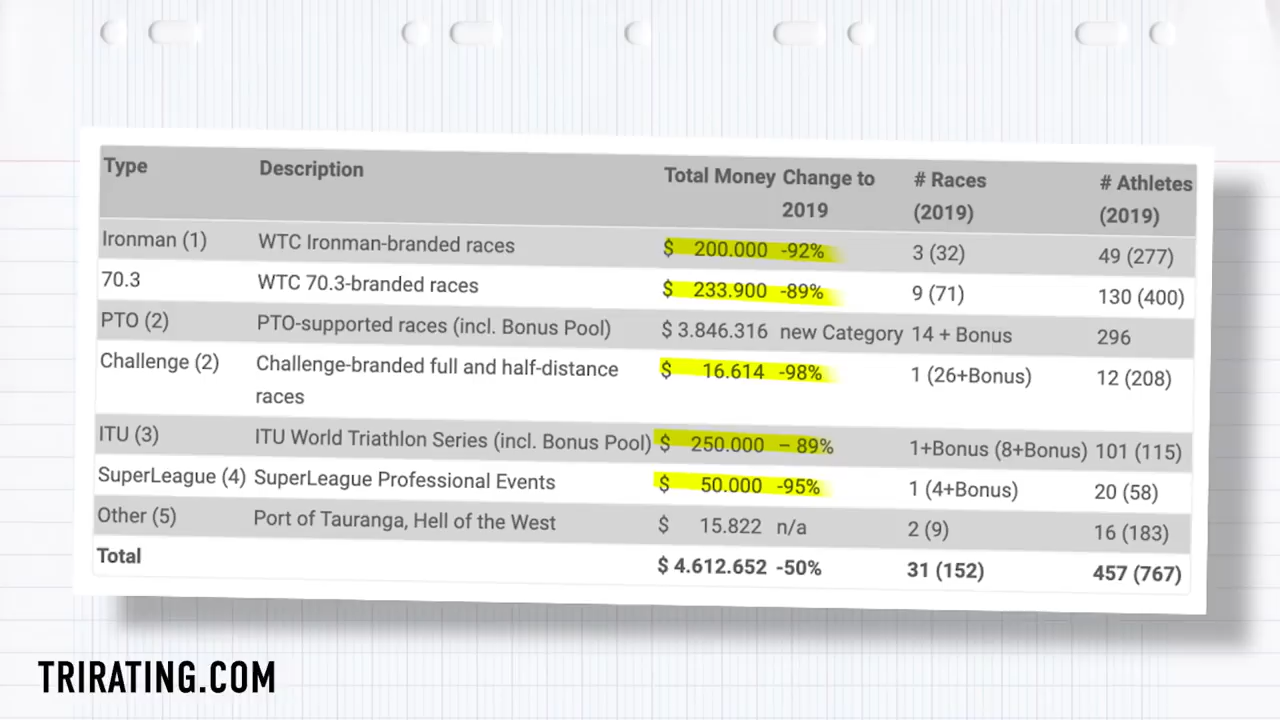 Type Description Total Money Change to 2019 # Races (2019) # Athletes (2019)
Ironman (1) WTC Ironman-branded races $ 200.000 -92% 3 (32) 49 (277)
70.3 WTC 70.3-branded races $ 233.900 -89% 9 (71) 130 (400)
PTO (2) PTO-supported races (incl. Bonus Pool) $ 3.846.316 new Category 14 + Bonus 296
Challenge (2) Challenge-branded full and half-distance races $ 16.614 -98% 1 (26+Bonus) 12 (208)
ITU (3) ITU World Triathlon Series (incl. Bonus Pool) $ 250.000 – 89% 1+Bonus (8+Bonus) 101 (115)
SuperLeague (4) SuperLeague Professional Events $ 50.000 -95% 1 (4+Bonus) 20 (58)
Other (5) Port of Tauranga, Hell of the West $ 15.822 n/a 2 (9) 16 (183)
Total $ 4.612.652 -50% 31 (152) 457 (767)
TRIRATING.COM